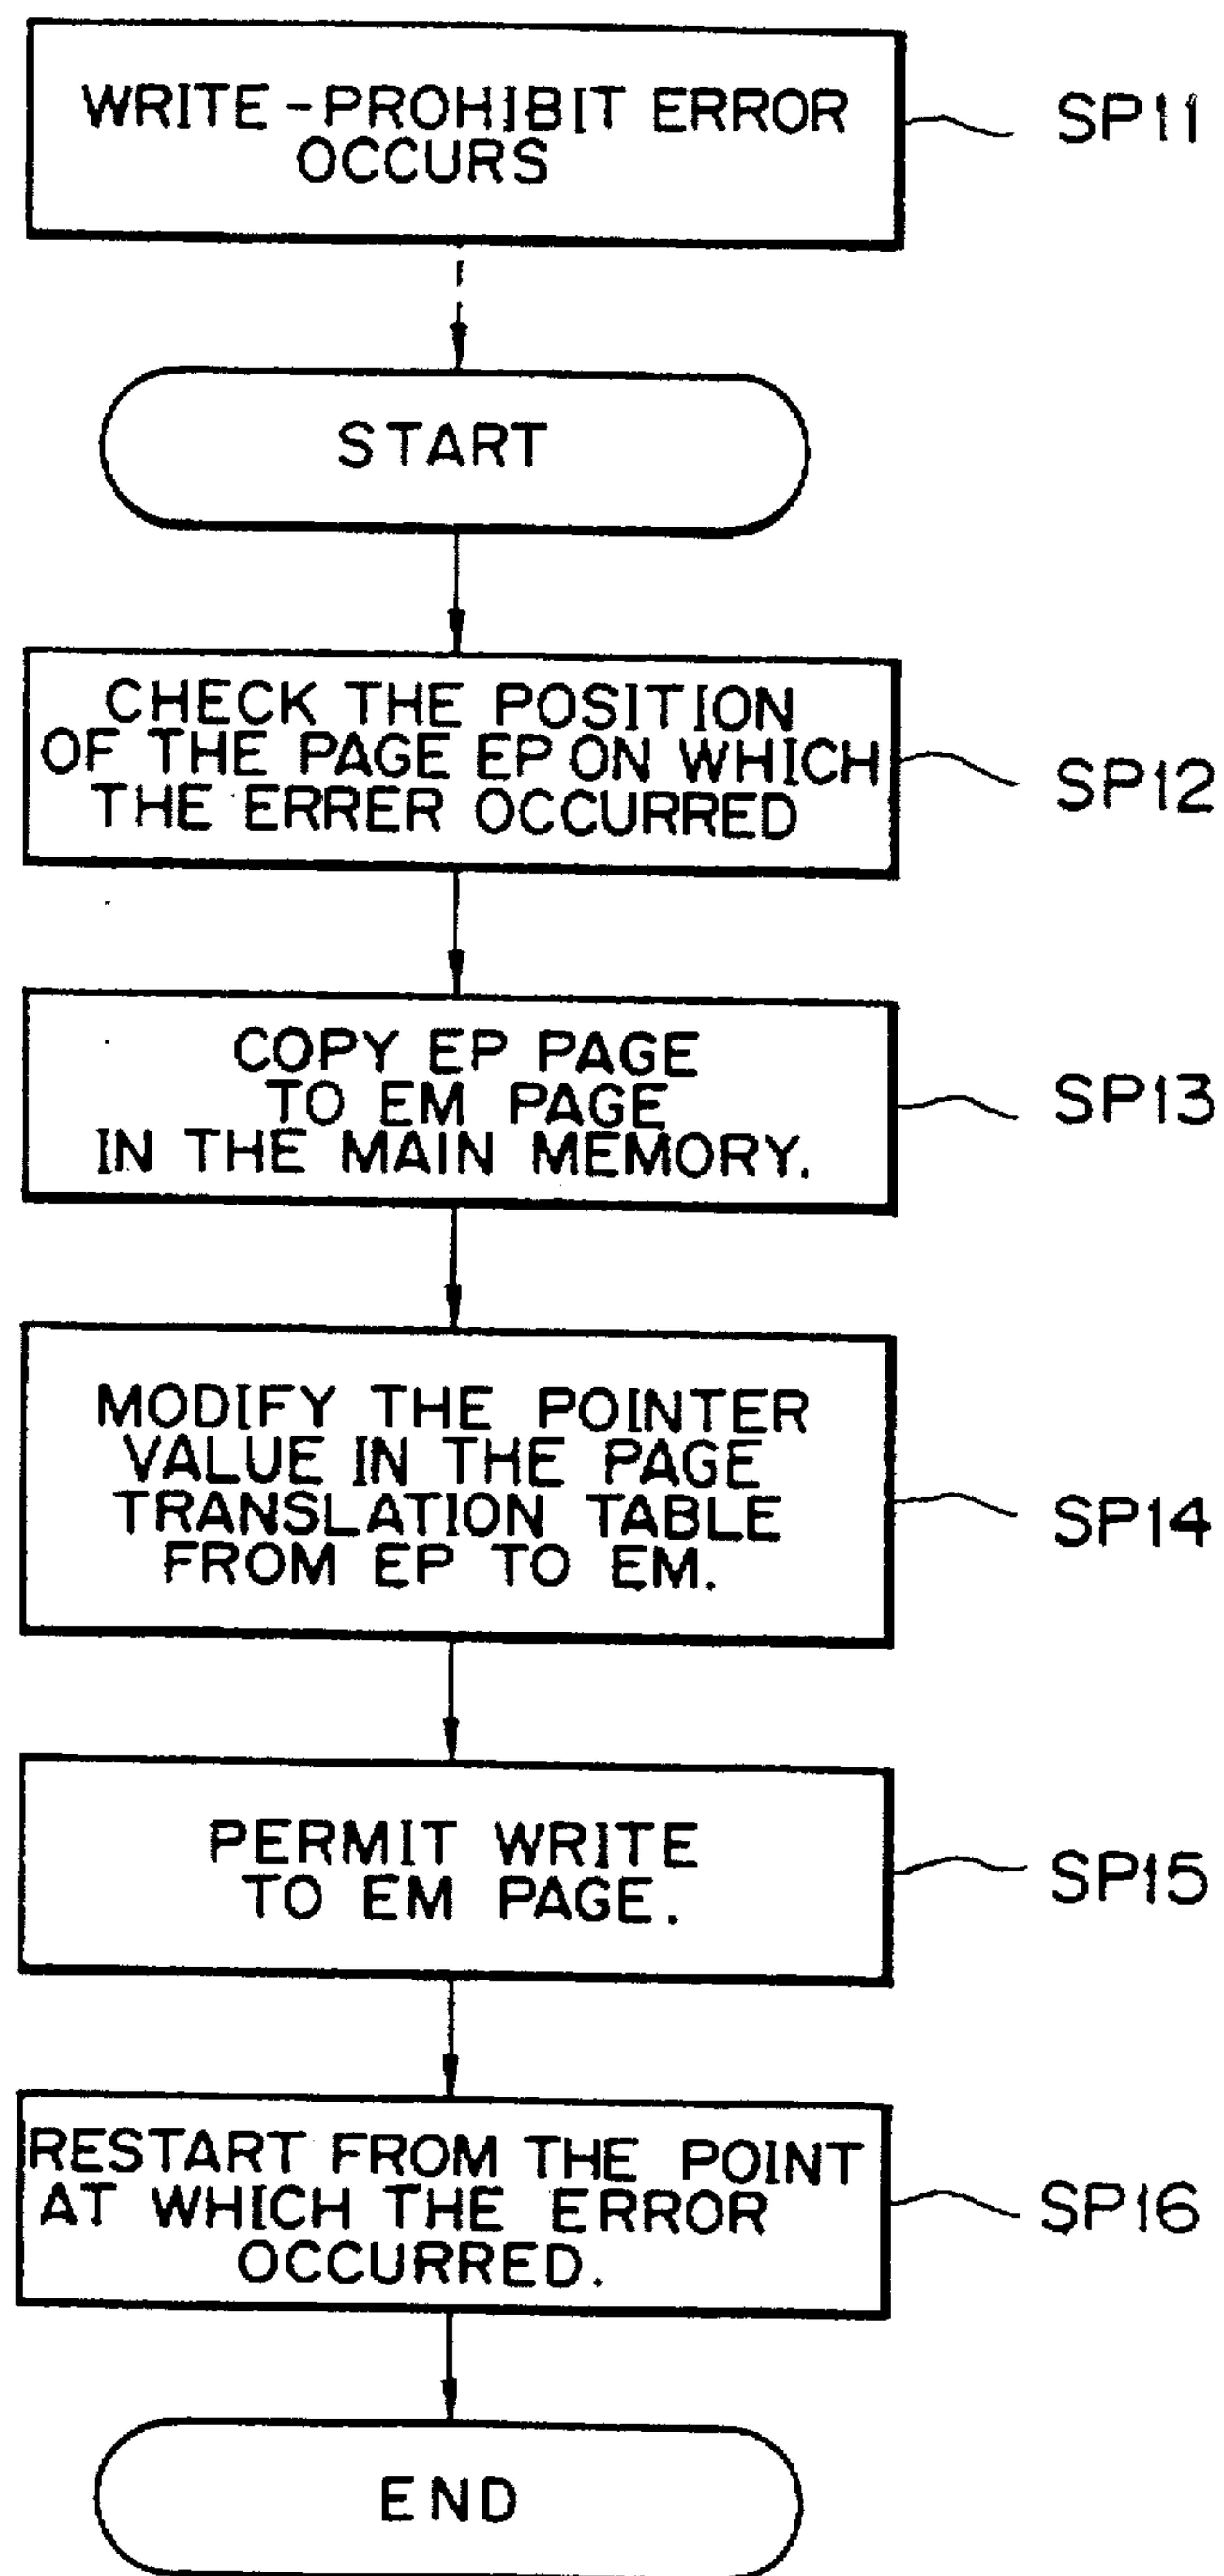 WRITE-PROHIBIT ERROR
OCCURS
SP11
START
CHECK THE POSITION
OF THE PAGE EP ON WHICH
THE ERRER OCCURRED
SP12
COPY EP PAGE
TO EM PAGE
IN THE MAIN MEMORY.
SP13
MODIFY THE POINTER
VALUE IN THE PAGE
TRANSLATION TABLE
FROM EP TO EM.
SP14
PERMIT WRITE
TO EM PAGE.
SP15
RESTART FROM THE POINT
AT WHICH THE ERROR
OCCURRED.
SP16
END